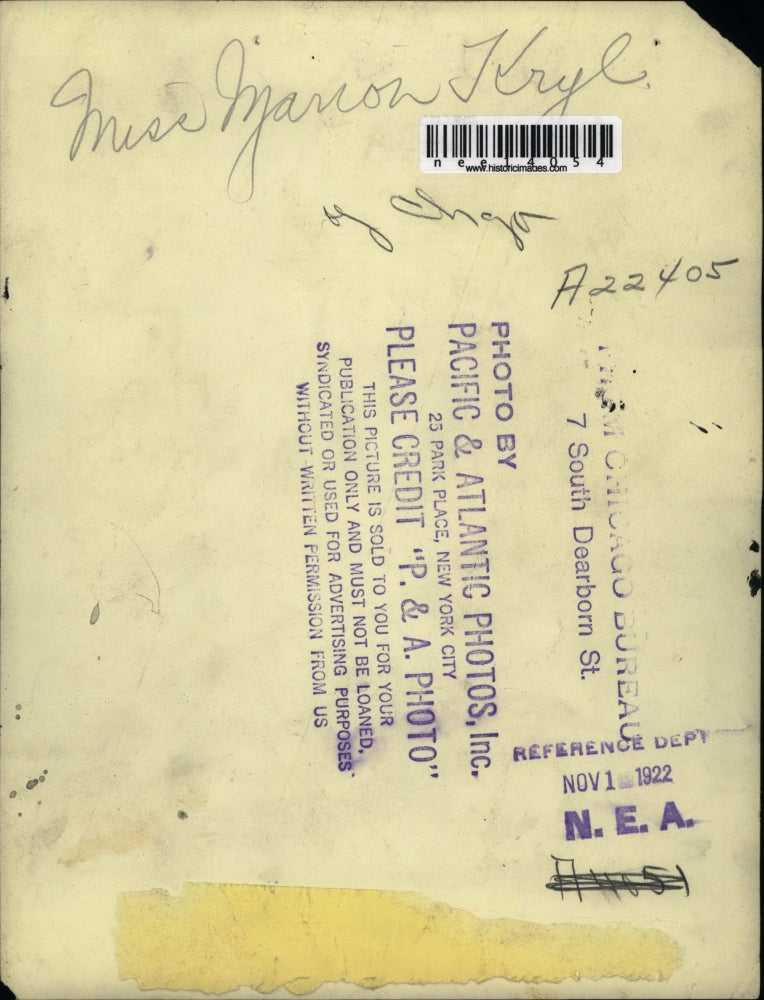 Miss Marion Kryl
nee14054
www.historicimages.com
of
A22405
FROM CHICAGO BUREAU
7 South Dearborn St.
PHOTO BY
PACIFIC & ATLANTIC PHOTOS, Inc.
25 PARK PLACE, NEW YORK CITY
PLEASE CREDIT "P. & A. PHOTO"
THIS PICTURE IS SOLD TO YOU FOR YOUR
PUBLICATION ONLY AND MUST NOT BE LOANED,
SYNDICATED OR USED FOR ADVERTISING PURPOSES
WITHOUT WRITTEN PERMISSION FROM US
REFERENCE DEPT
NOV 1 1922
N. E. A.